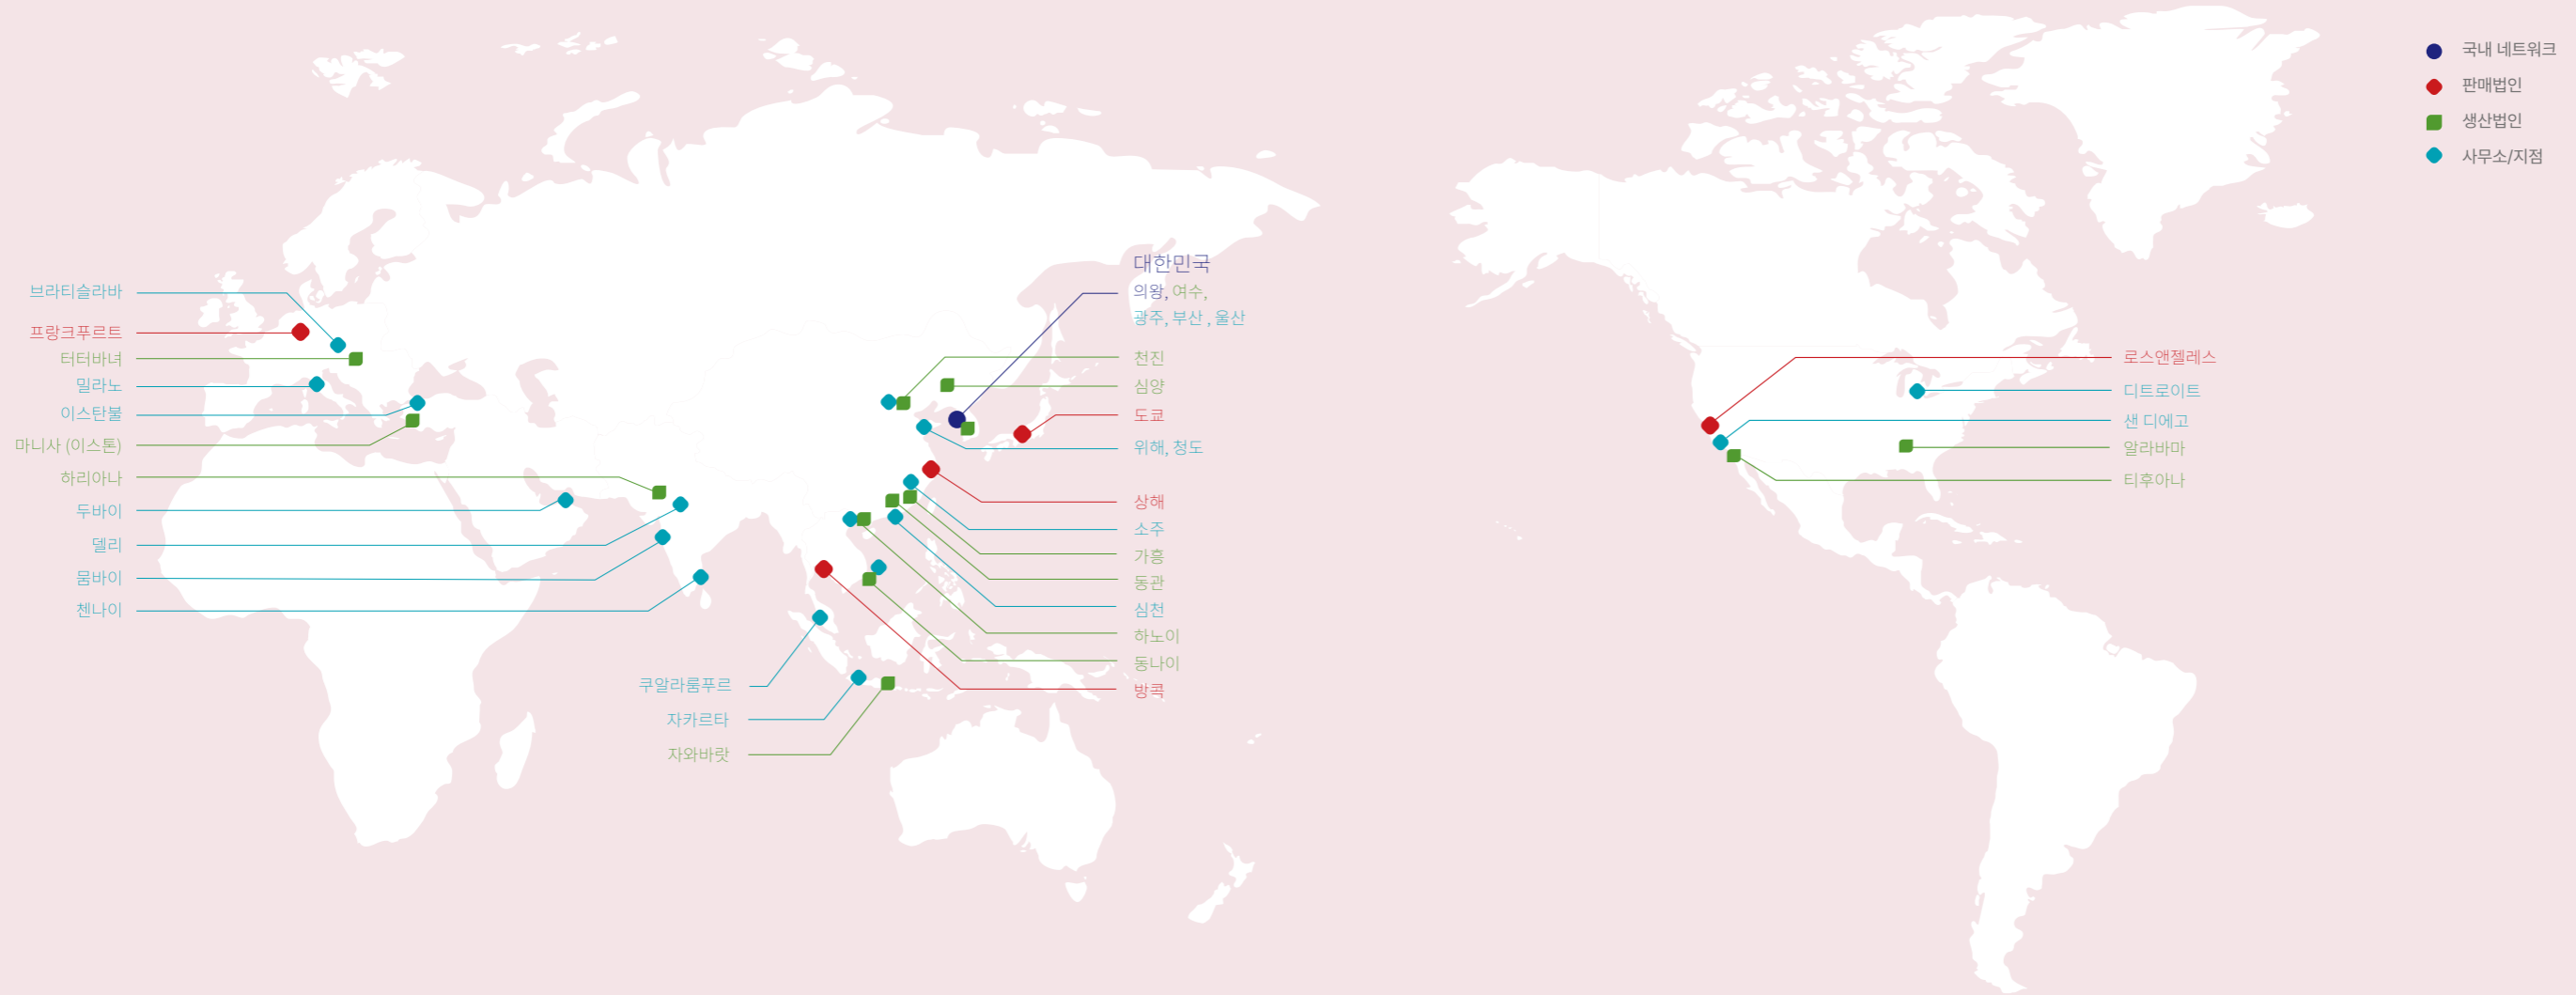 국내 네트워크
판매법인
생산법인
사무소/지점
브라티슬라바
프랑크푸르트
터터바녀
밀라노
이스탄불
마니사 (이스톤)
하리아나
두바이
델리
뭄바이
첸나이
쿠알라룸푸르
자카르타
자와바랏
대한민국
의왕, 여수,
광주, 부산 , 울산
천진
심양
도쿄
위해, 청도
상해
소주
가흥
동관
심천
하노이
동나이
방콕
로스앤젤레스
디트로이트
샌 디에고
알라바마
티후아나